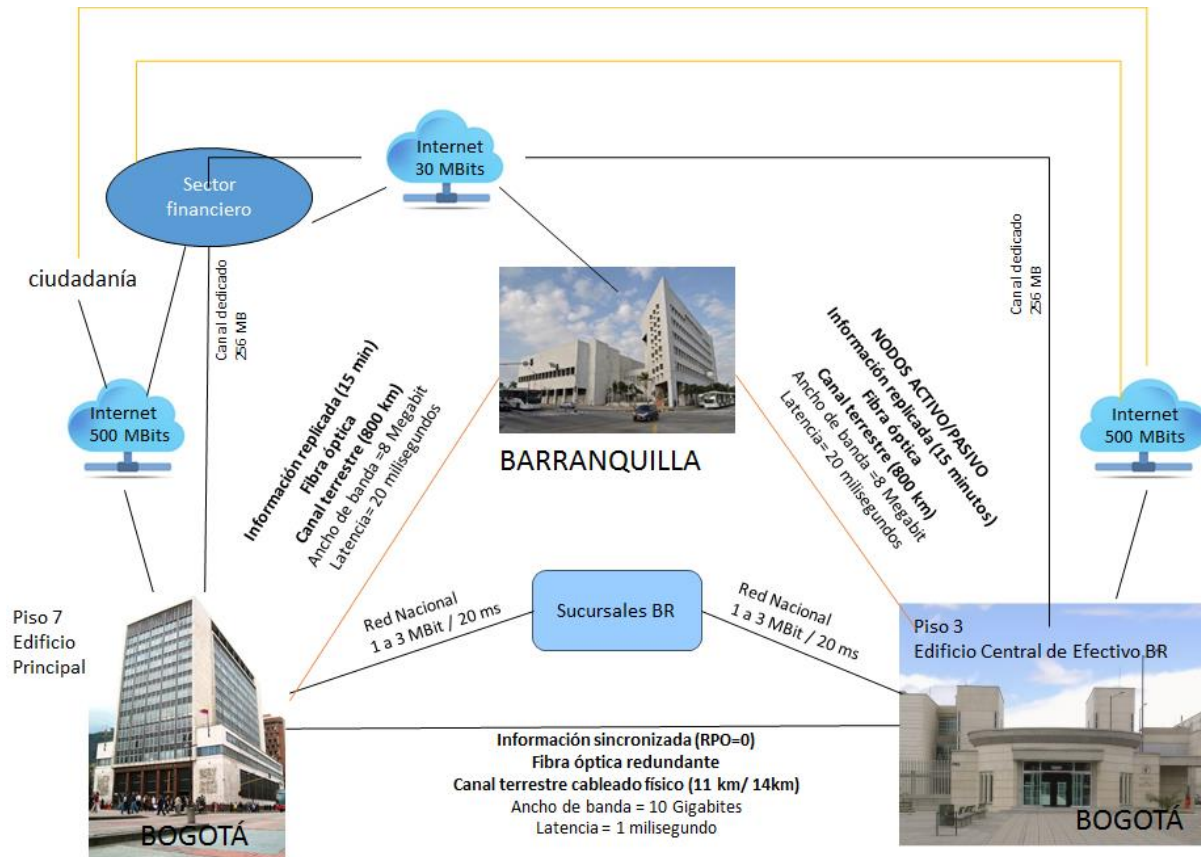 Internet
30 MBits
Sector
financiero
ciudadanía
Canal dedicado
256 MB
Canal dedicado
256 MB
Internet
500 MBits
Internet
500 MBits
Información replicada (15 min)
Fibra óptica
Canal terrestre (800 km)
Ancho de banda =8 Megabit
Latencia= 20 milisegundos
BARRANQUILLA
NODOS ACTIVO/PASIVO
Información replicada (15 minutos)
Fibra óptica
Canal terrestre (800 km)
Ancho de banda =8 Megabit
Latencia= 20 milisegundos
Piso 7
Edificio
Principal
Red Nacional
1 a 3 MBit / 20 ms
Sucursales BR
Red Nacional
1 a 3 MBit / 20 ms
Piso 3
Edificio Central de Efectivo BR
Información sincronizada (RPO=0)
Fibra óptica redundante
Canal terrestre cableado físico (11 km/ 14km)
Ancho de banda = 10 Gigabites
Latencia = 1 milisegundo
BOGOTÁ
BOGOTÁ